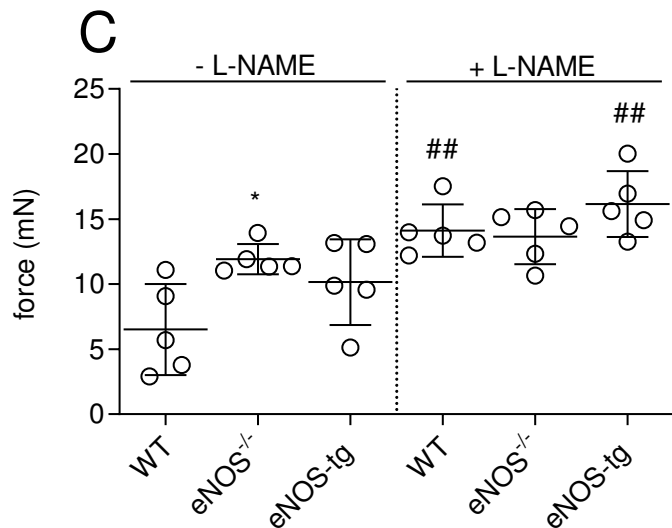 C
- L-NAME
+ L-NAME
25
20
15
10
5
0
force (mN)
*
##
##
WT
eNOS-/-
eNOS-tg
WT
eNOS-/-
eNOS-tg